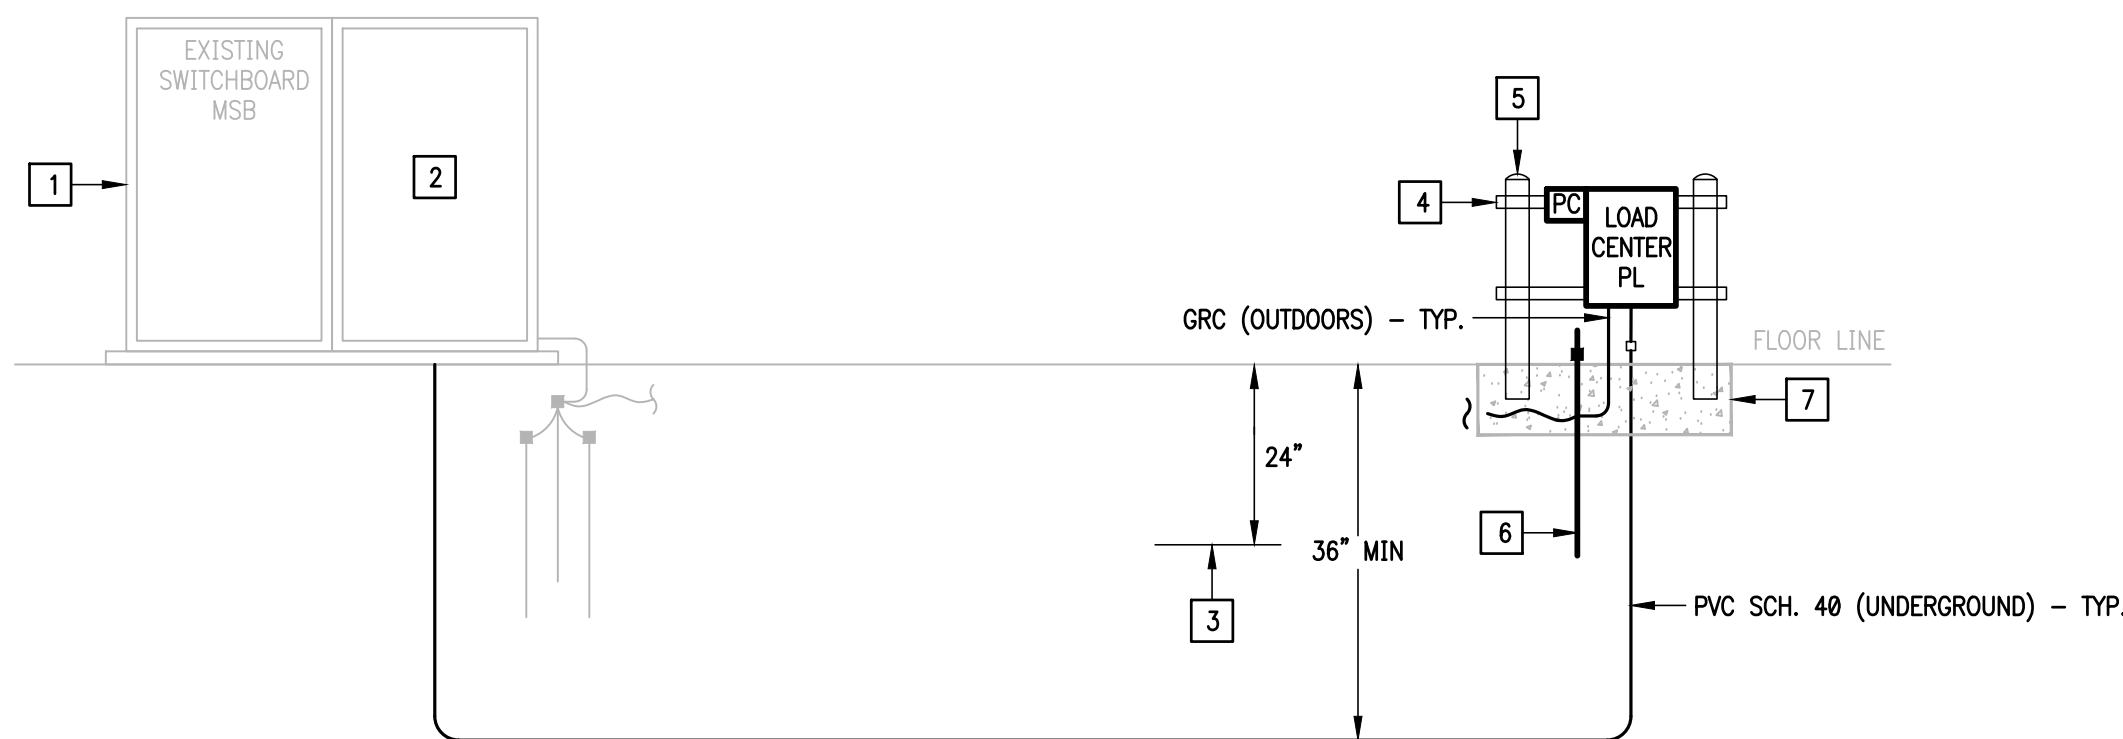 EXISTING
SWITCHBOARD
MSB
1
2
5
4
PC
LOAD
CENTER
PL
GRC (OUTDOORS) – TYP.
FLOOR LINE
7
24"
36" MIN
6
3
PVC SCH. 40 (UNDERGROUND) – TYP.